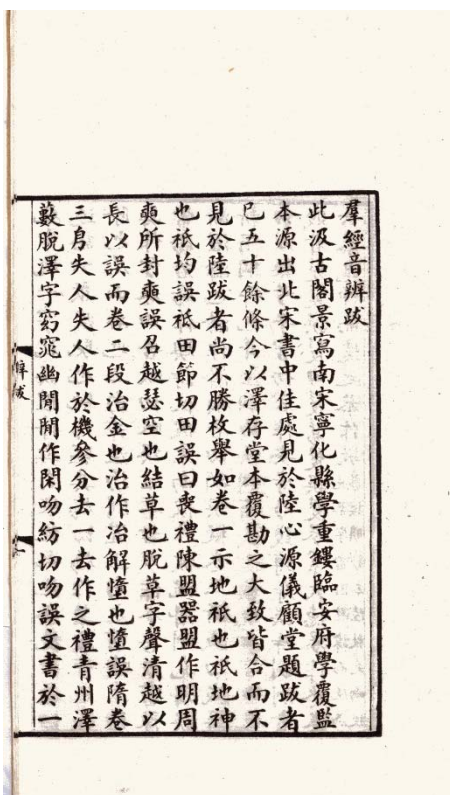 羣經音辨跋
此汲古閣景寫南宋寧化縣學重鏤臨安府學覆監
本源出北宋書中佳處見於陸心源儀顧堂題跋者
已五十餘條今以澤存堂本覆勘之大致皆合而不
見於陸跋者尚不勝枚舉如卷一示地祇也祇地神
也祇均誤祗田節切田誤曰喪禮陳盟器盟作明周
奭所封奭誤召越瑟空也結草也脫草字聲清越以
長以誤而卷二段治金也治作冶解憜也憜誤隋卷
三肙失人失人作於機參分去一去作之禮青州澤
藪脫澤字窈窕幽閒閒作閑吻紡切吻誤文書於一
辨跋